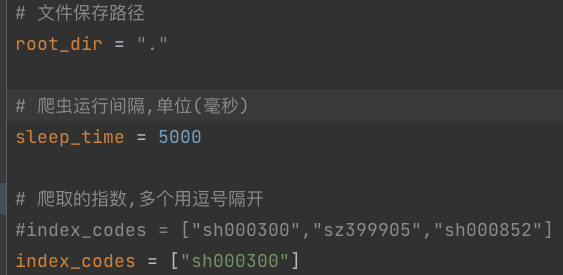 # 文件保存路径
root_dir = "."
# 爬虫运行间隔,单位(毫秒)
sleep_time = 5000
# 爬取的指数,多个用逗号隔开
#index_codes = ["sh000300","sz399905","sh000852"]
index_codes = ["sh000300"]